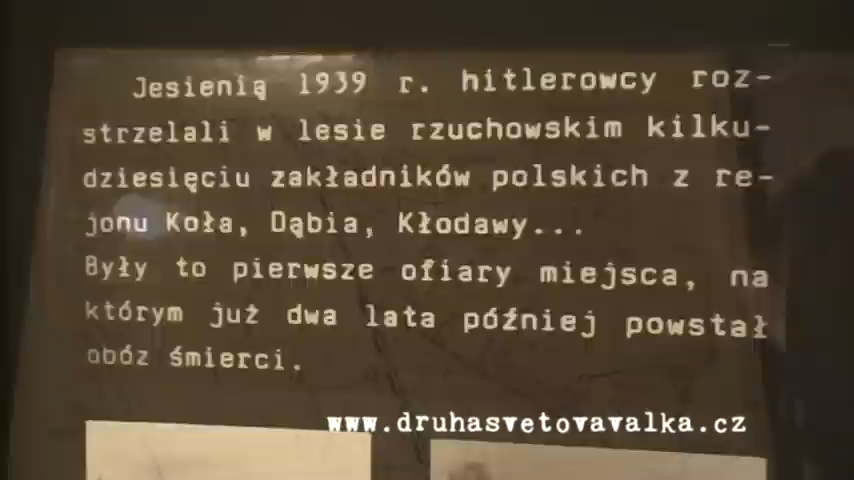 Jesienią 1939 r. hitlerowcy roz-
strzelali w lesie rzuchowskim kilku-
dziesięciu zakładników polskich z re-
jonu Koła, Dąbia, Kłodawy...
Były to pierwsze ofiary miejsca, na
którym już dwa lata później powstał
obóz śmierci.
www.druhasvetovavalka.cz